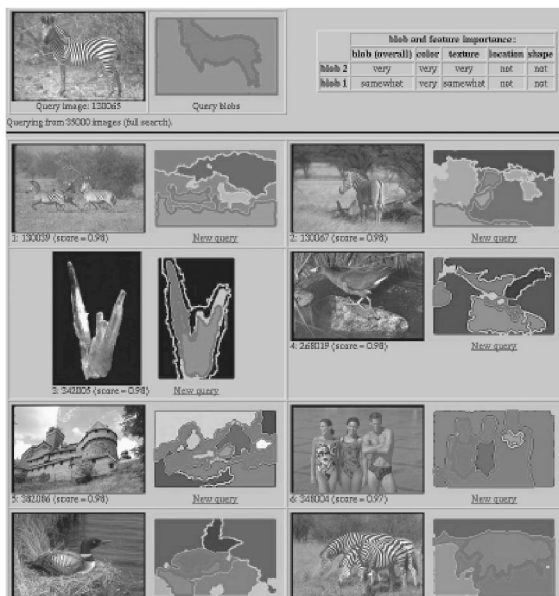 blob and feature importance:
blob (overall) color texture location shape
blob 2 very very very not not
blob 1 somewhat very somewhat not not
Query image: 130065
Query blobs
Querying from 35000 images (full search).
1: 130039 (score = 0.98) New query
2: 130067 (score = 0.98) New query
3: 342005 (score = 0.98) New query
4: 268019 (score = 0.98) New query
5: 382086 (score = 0.98) New query
6: 348004 (score = 0.97) New query